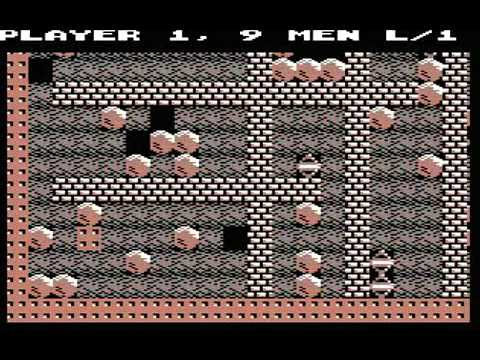 PLAYER 1, 9 MEN L/1